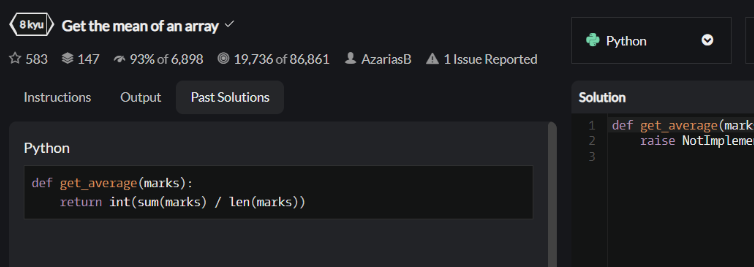 8 kyu Get the mean of an array
583 147 93% of 6,898 19,736 of 86,861 AzariasB 1 Issue Reported
Python
Instructions Output Past Solutions
Python
def get_average(marks):
    return int(sum(marks) / len(marks))
Solution
1 def get_average(mark
2     raise NotImpleme
3